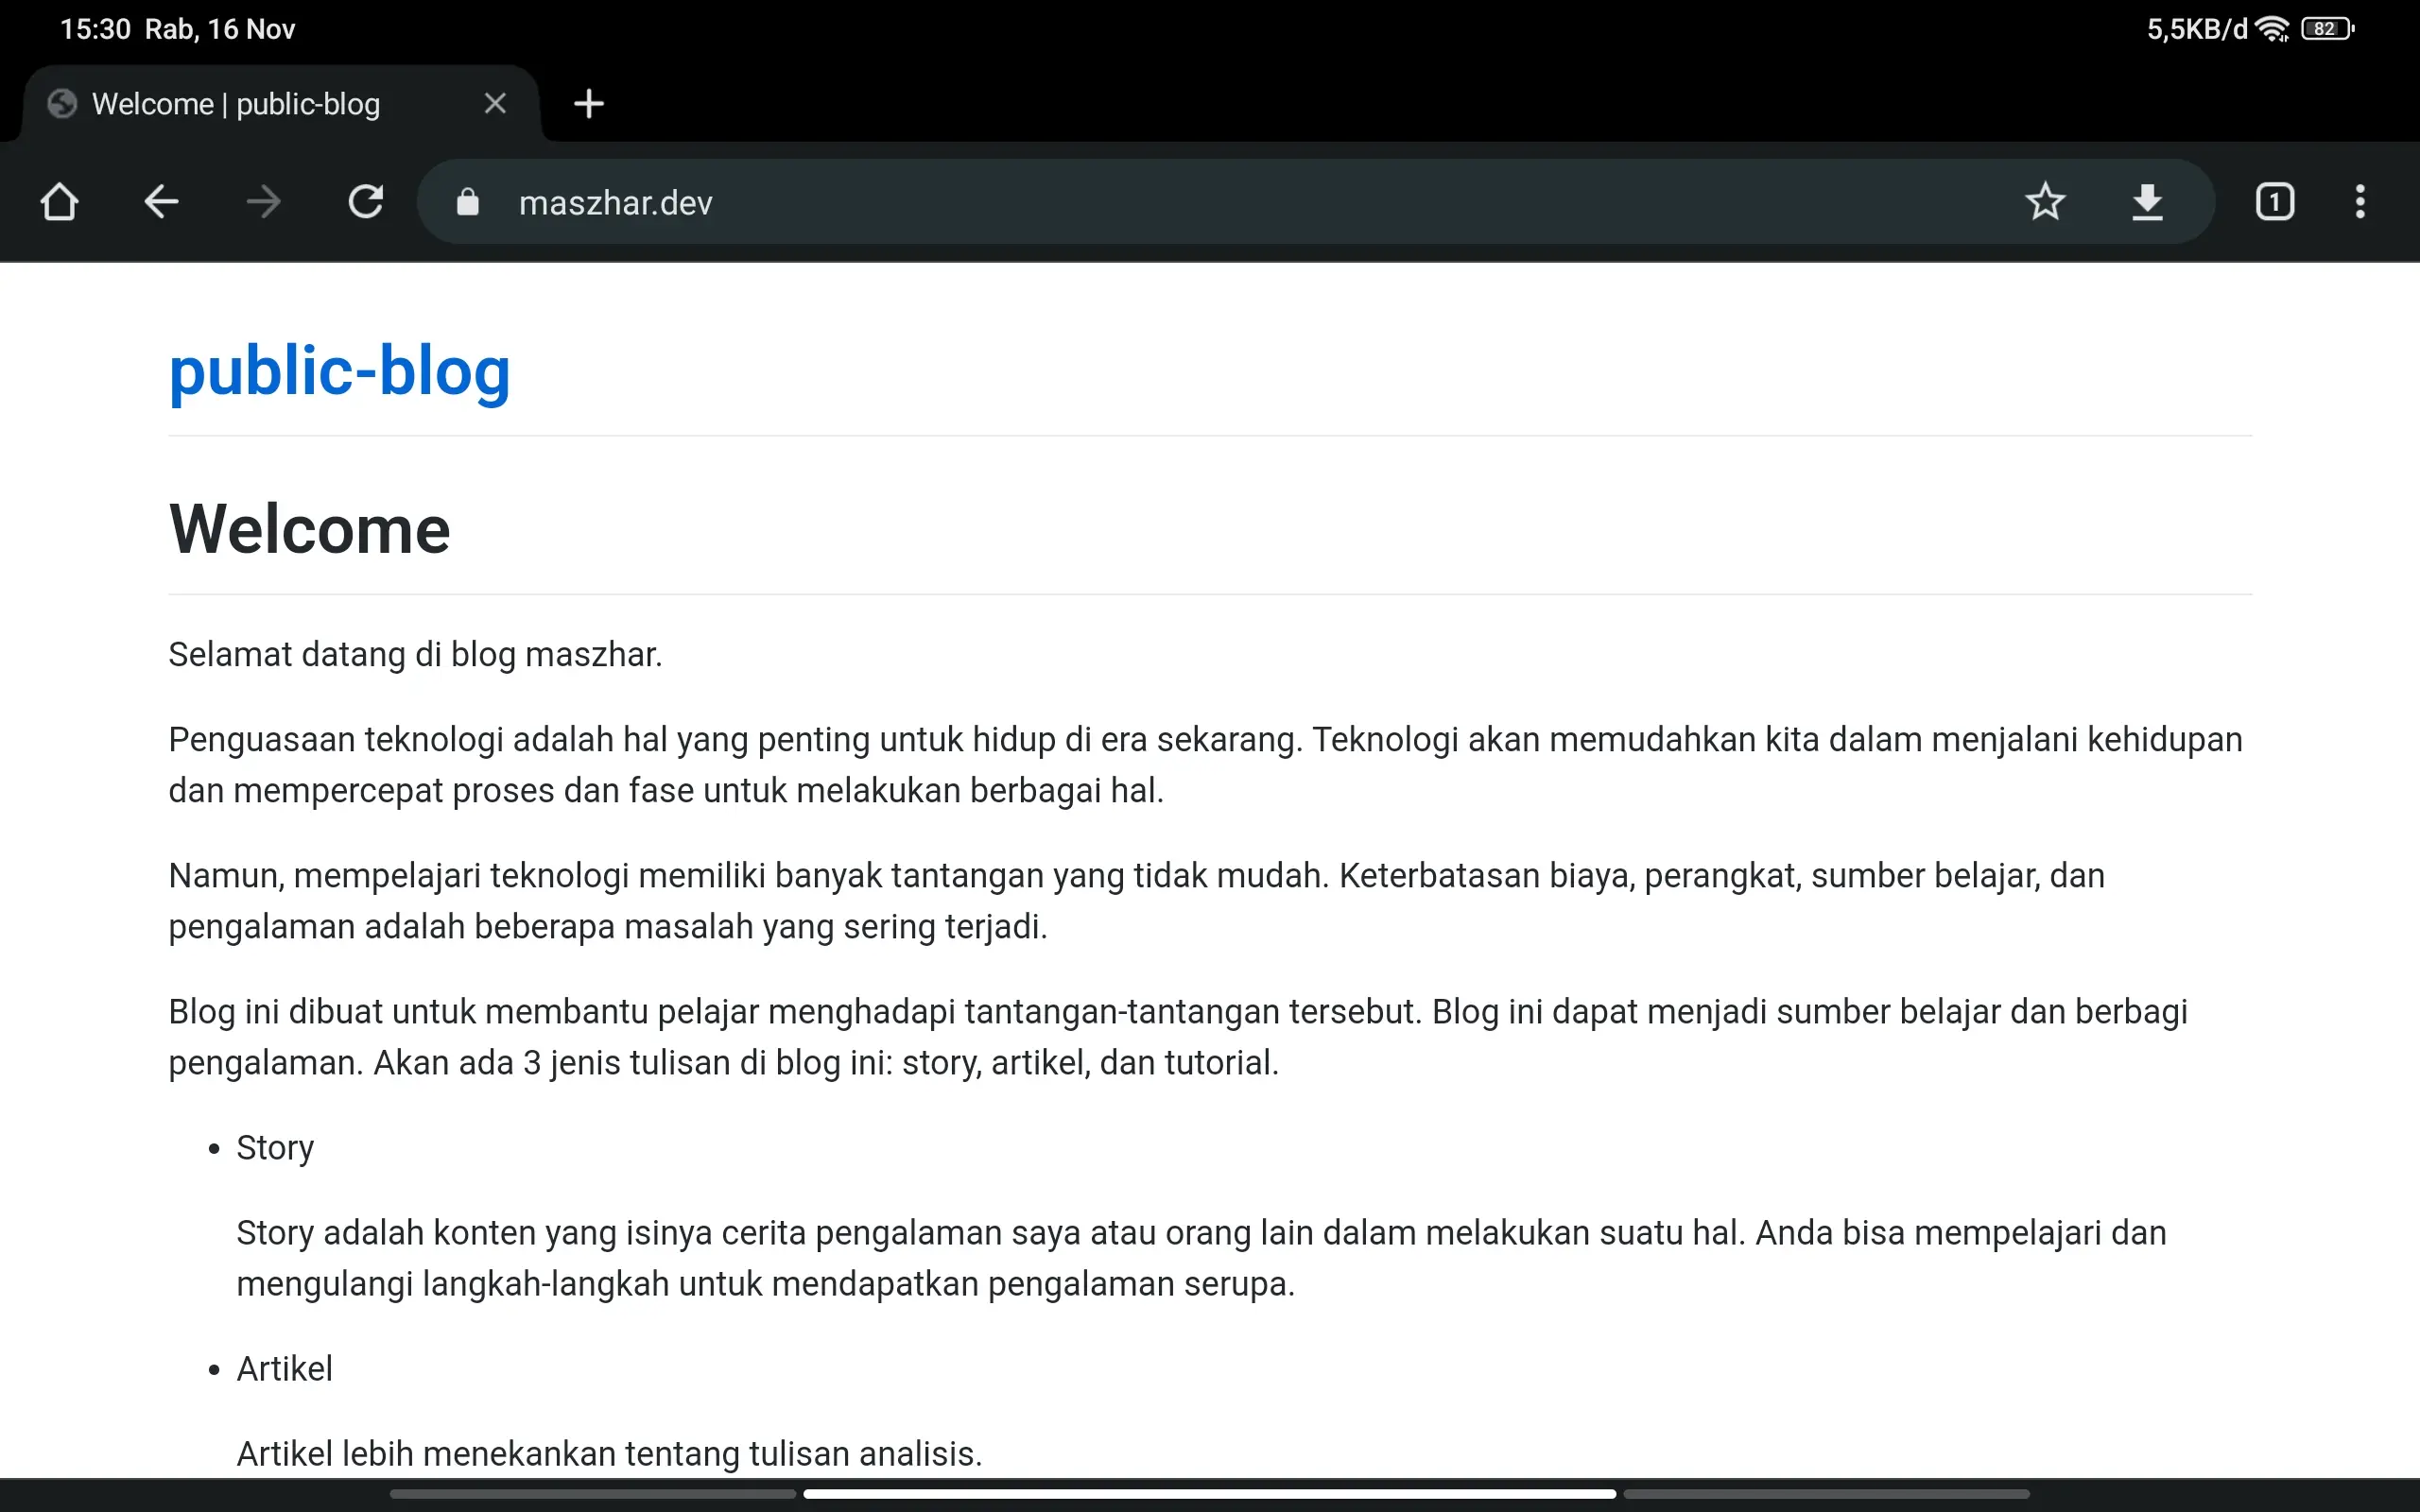 15:30 Rab, 16 Nov 5,5KB/d 82
Welcome | public-blog
maszhar.dev 1
public-blog
Welcome
Selamat datang di blog maszhar.
Penguasaan teknologi adalah hal yang penting untuk hidup di era sekarang. Teknologi akan memudahkan kita dalam menjalani kehidupan
dan mempercepat proses dan fase untuk melakukan berbagai hal.
Namun, mempelajari teknologi memiliki banyak tantangan yang tidak mudah. Keterbatasan biaya, perangkat, sumber belajar, dan
pengalaman adalah beberapa masalah yang sering terjadi.
Blog ini dibuat untuk membantu pelajar menghadapi tantangan-tantangan tersebut. Blog ini dapat menjadi sumber belajar dan berbagi
pengalaman. Akan ada 3 jenis tulisan di blog ini: story, artikel, dan tutorial.
• Story
Story adalah konten yang isinya cerita pengalaman saya atau orang lain dalam melakukan suatu hal. Anda bisa mempelajari dan
mengulangi langkah-langkah untuk mendapatkan pengalaman serupa.
• Artikel
Artikel lebih menekankan tentang tulisan analisis.